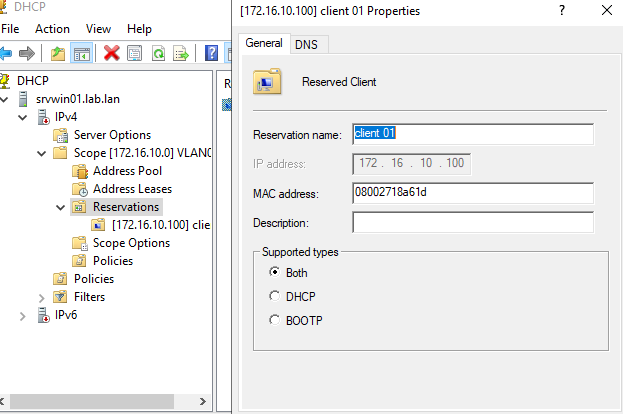 DHCP
File Action View Help
DHCP
srvwin01.lab.lan
IPv4
Server Options
Scope [172.16.10.0] VLAN0
Address Pool
Address Leases
Reservations
[172.16.10.100] clie
Scope Options
Policies
Policies
Filters
IPv6
R
[172.16.10.100] client 01 Properties ? ×
General DNS
Reserved Client
Reservation name: client 01
IP address: 172 . 16 . 10 . 100
MAC address: 08002718a61d
Description:
Supported types
Both
DHCP
BOOTP